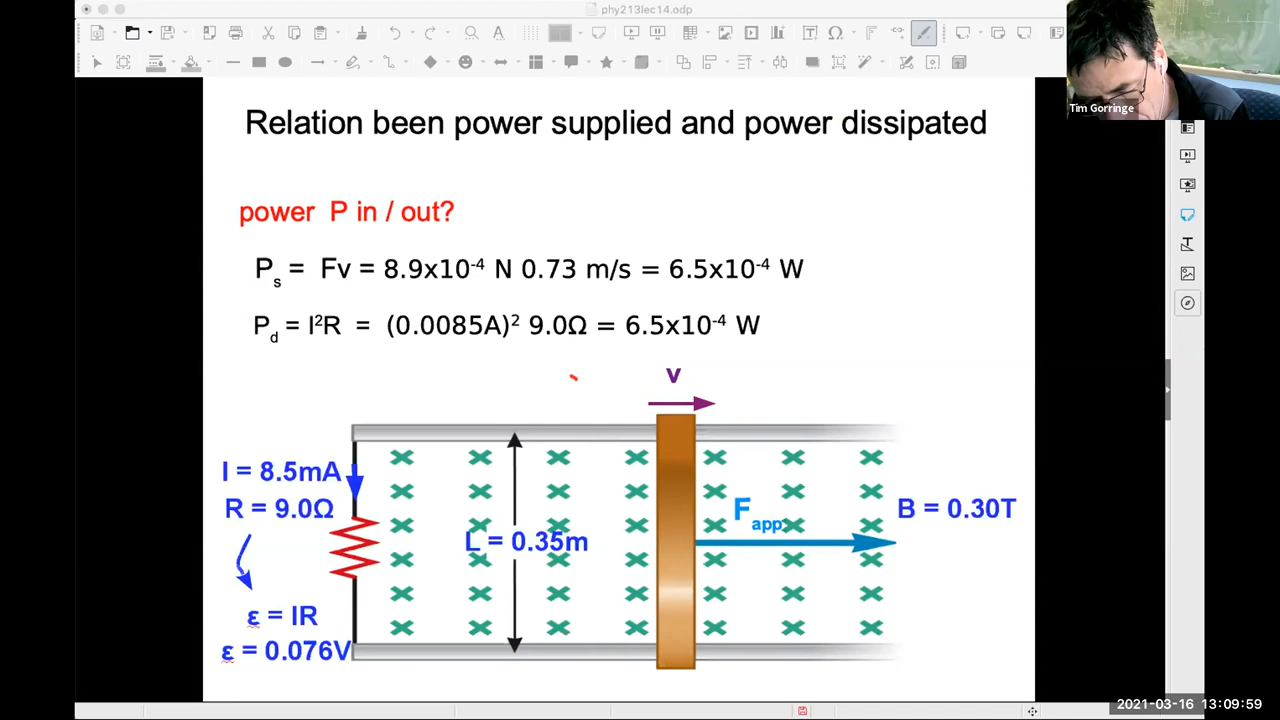 phy213lec14.odp
Tim Gorringe
Relation been power supplied and power dissipated
power P in / out?
Ps = Fv = 8.9x10-4 N 0.73 m/s = 6.5x10-4 W
Pd = I2R = (0.0085A)2 9.0Ω = 6.5x10-4 W
v
I = 8.5mA
R = 9.0Ω
Fapp
B = 0.30T
L = 0.35m
ε = IR
ε = 0.076V
2021-03-16 13:09:59